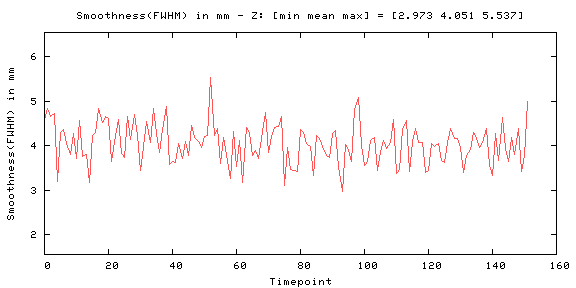 Smoothness(FWHM) in mm - Z: [min mean max] = [2.973 4.051 5.537]
6
5
4
3
2
Smoothness(FWHM) in mm
0 20 40 60 80 100 120 140 160
Timepoint